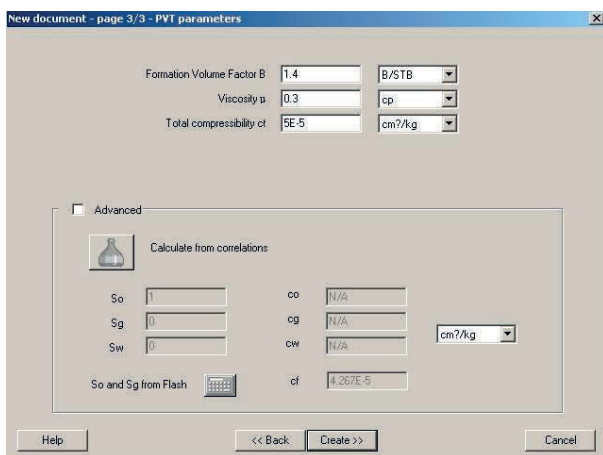 New document - page 3/3 - PVT parameters
Formation Volume Factor B 1.4 B/STB
Viscosity µ 0.3 cp
Total compressibility ct 5E-5 cm?/kg
Advanced
Calculate from correlations
So 1 co N/A
Sg 0 cg N/A
cm?/kg
Sw 0 cw N/A
So and Sg from Flash cf 4.267E-5
Help << Back Create >> Cancel